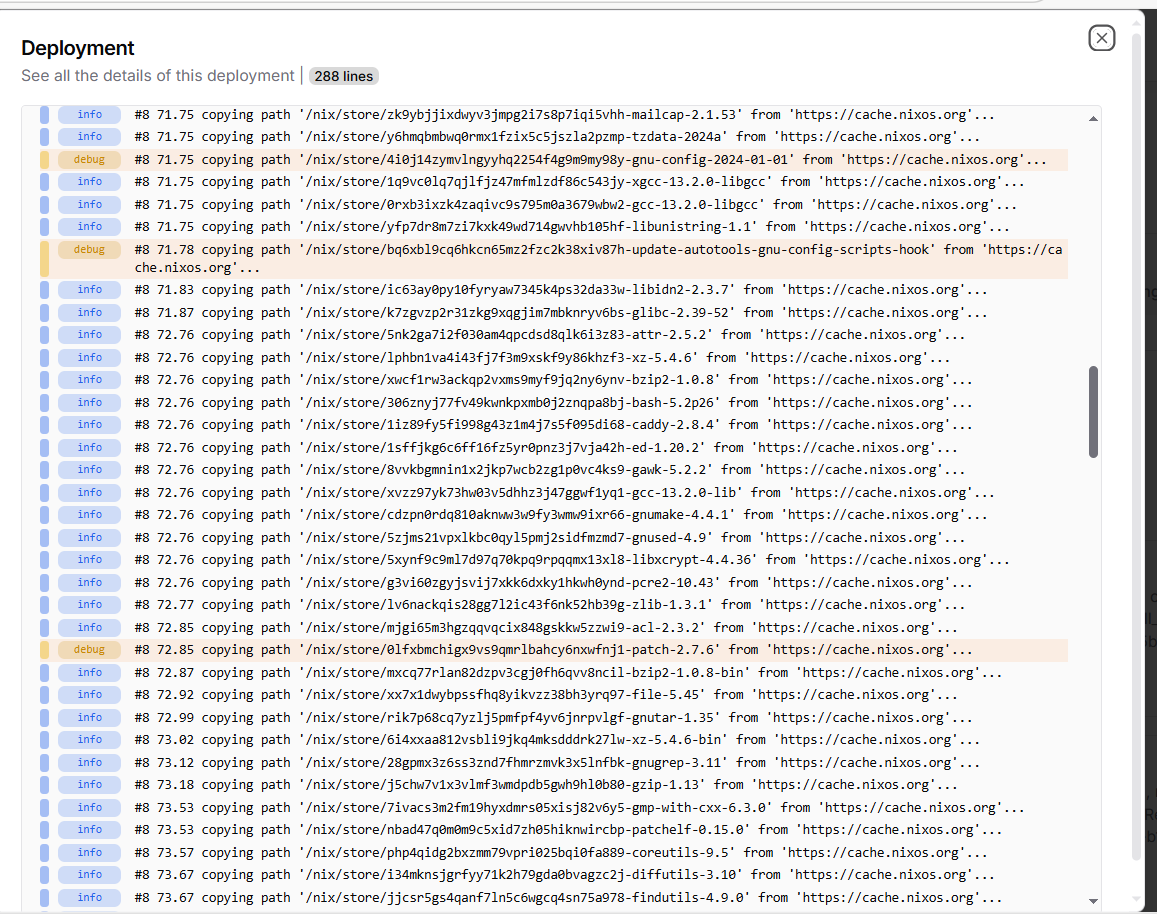 Deployment
See all the details of this deployment | 288 lines
info #8 71.75 copying path '/nix/store/zk9ybjjixdwyv3jmpg2i7s8p7iqi5vhh-mailcap-2.1.53' from 'https://cache.nixos.org'...
info #8 71.75 copying path '/nix/store/y6hmqbmbwq0rmx1fzix5c5jszla2pzmp-tzdata-2024a' from 'https://cache.nixos.org'...
debug #8 71.75 copying path '/nix/store/4i0j14zymvlngyyhq2254f4g9m9my98y-gnu-config-2024-01-01' from 'https://cache.nixos.org'...
info #8 71.75 copying path '/nix/store/1q9vc0lq7qjlfjz47mfmlzdf86c543jy-xgcc-13.2.0-libgcc' from 'https://cache.nixos.org'...
info #8 71.75 copying path '/nix/store/0rxb3ixzk4zaqivc9s795m0a3679wbw2-gcc-13.2.0-libgcc' from 'https://cache.nixos.org'...
info #8 71.75 copying path '/nix/store/yfp7dr8m7zi7kxk49wd714gwvhb105hf-libunistring-1.1' from 'https://cache.nixos.org'...
debug #8 71.78 copying path '/nix/store/bq6xbl9cq6hkcn65mz2fzc2k38xiv87h-update-autotools-gnu-config-scripts-hook' from 'https://ca
che.nixos.org'...
info #8 71.83 copying path '/nix/store/ic63ay0py10fyryaw7345k4ps32da33w-libidn2-2.3.7' from 'https://cache.nixos.org'...
info #8 71.87 copying path '/nix/store/k7zgvzp2r31zkg9xqgjim7mbknryv6bs-glibc-2.39-52' from 'https://cache.nixos.org'...
info #8 72.76 copying path '/nix/store/5nk2ga7i2f030am4qpcdsd8qlk6i3z83-attr-2.5.2' from 'https://cache.nixos.org'...
info #8 72.76 copying path '/nix/store/lphbn1va4i43fj7f3m9xskf9y86khzf3-xz-5.4.6' from 'https://cache.nixos.org'...
info #8 72.76 copying path '/nix/store/xwcf1rw3ackqp2vxms9myf9jq2ny6ynv-bzip2-1.0.8' from 'https://cache.nixos.org'...
info #8 72.76 copying path '/nix/store/306znyj77fv49kwnkpxmb0j2znqpa8bj-bash-5.2p26' from 'https://cache.nixos.org'...
info #8 72.76 copying path '/nix/store/1iz89fy5fi998g43z1m4j7s5f095di68-caddy-2.8.4' from 'https://cache.nixos.org'...
info #8 72.76 copying path '/nix/store/1sffjkg6c6ff16fz5yr0pnz3j7vja42h-ed-1.20.2' from 'https://cache.nixos.org'...
info #8 72.76 copying path '/nix/store/8vvkbgmnin1x2jkp7wcb2zg1p0vc4ks9-gawk-5.2.2' from 'https://cache.nixos.org'...
info #8 72.76 copying path '/nix/store/xvzz97yk73hw03v5dhhz3j47ggwf1yq1-gcc-13.2.0-lib' from 'https://cache.nixos.org'...
info #8 72.76 copying path '/nix/store/cdzpn0rdq810aknww3w9fy3wmw9ixr66-gnumake-4.4.1' from 'https://cache.nixos.org'...
info #8 72.76 copying path '/nix/store/5zjms21vpxlkbc0qyl5pmj2sidfmzmd7-gnused-4.9' from 'https://cache.nixos.org'...
info #8 72.76 copying path '/nix/store/5xynf9c9ml7d97q70kpq9rpqqmx13xl8-libxcrypt-4.4.36' from 'https://cache.nixos.org'...
info #8 72.76 copying path '/nix/store/g3vi60zgyjsvij7xkk6dxky1hkwh0ynd-pcre2-10.43' from 'https://cache.nixos.org'...
info #8 72.77 copying path '/nix/store/lv6nackqis28gg7l2ic43f6nk52hb39g-zlib-1.3.1' from 'https://cache.nixos.org'...
info #8 72.85 copying path '/nix/store/mjgi65m3hgzqqvqcix848gskkw5zzwi9-acl-2.3.2' from 'https://cache.nixos.org'...
debug #8 72.85 copying path '/nix/store/0lfxbmchigx9vs9qmrlbahcy6nxwfnj1-patch-2.7.6' from 'https://cache.nixos.org'...
info #8 72.87 copying path '/nix/store/mxcq77rlan82dzpv3cgj0fh6qvv8ncil-bzip2-1.0.8-bin' from 'https://cache.nixos.org'...
info #8 72.92 copying path '/nix/store/xx7x1dwybpssfhq8yikvzz38bh3yrq97-file-5.45' from 'https://cache.nixos.org'...
info #8 72.99 copying path '/nix/store/rik7p68cq7yzlj5pmfpf4yv6jnrpvlgf-gnutar-1.35' from 'https://cache.nixos.org'...
info #8 73.02 copying path '/nix/store/6i4xxaa812vsbli9jkq4mksdddrk27lw-xz-5.4.6-bin' from 'https://cache.nixos.org'...
info #8 73.12 copying path '/nix/store/28gpmx3z6ss3znd7fhmrzmvk3x5lnfbk-gnugrep-3.11' from 'https://cache.nixos.org'...
info #8 73.18 copying path '/nix/store/j5chw7v1x3vlmf3wmdpdb5gwh9hl0b80-gzip-1.13' from 'https://cache.nixos.org'...
info #8 73.53 copying path '/nix/store/7ivacs3m2fm19hyxdmrs05xisj82v6y5-gmp-with-cxx-6.3.0' from 'https://cache.nixos.org'...
info #8 73.53 copying path '/nix/store/nbad47q0m0m9c5xid7zh05hiknwircbp-patchelf-0.15.0' from 'https://cache.nixos.org'...
info #8 73.57 copying path '/nix/store/php4qidg2bxzmm79vpri025bqi0fa889-coreutils-9.5' from 'https://cache.nixos.org'...
info #8 73.67 copying path '/nix/store/i34mknsjgrfyy71k2h79gda0bvagzc2j-diffutils-3.10' from 'https://cache.nixos.org'...
info #8 73.67 copying path '/nix/store/jjcsr5gs4qanf7ln5c6wgcq4sn75a978-findutils-4.9.0' from 'https://cache.nixos.org'...